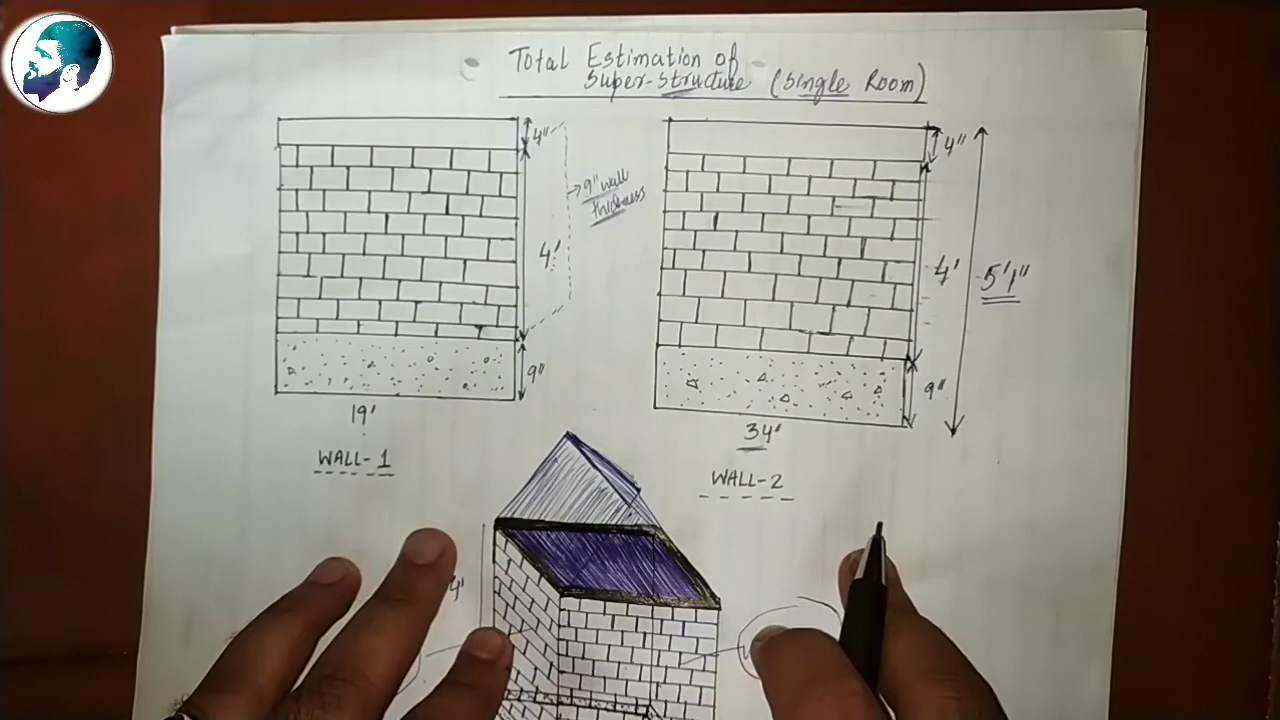 Total Estimation of
Super-Structure (Single Room)
4"
9" wall
thickness
4'
9"
19'
WALL-1
4"
4'
5'1"
9"
34'
WALL-2
4'